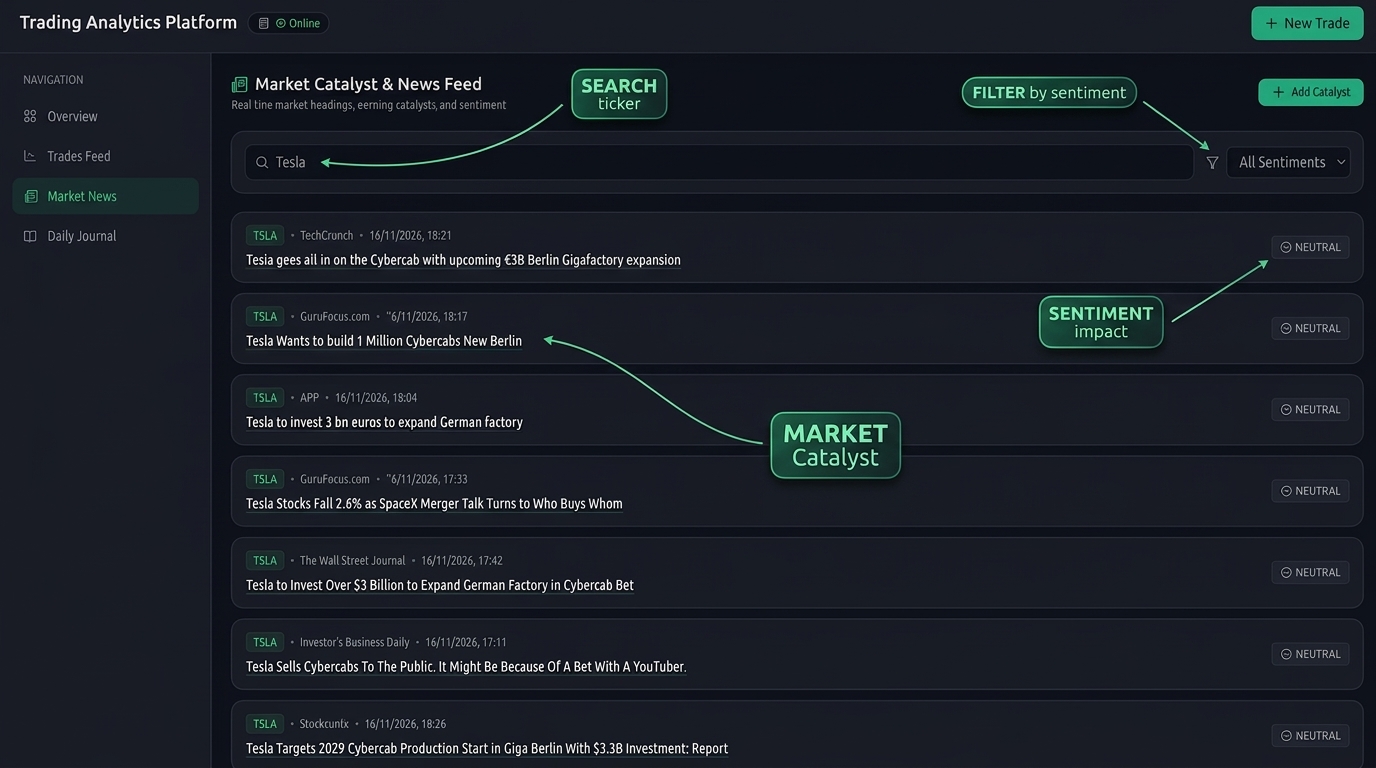 Trading Analytics Platform
Online
+ New Trade
NAVIGATION
Overview
Trades Feed
Market News
Daily Journal
Market Catalyst & News Feed
Real tine market headings, eerning catalysts, and sentiment
SEARCH
ticker
FILTER by sentiment
+ Add Catalyst
Tesla
All Sentiments
TSLA • TechCronch • 16/11/2026, 18:21
Tesia gees ail in on the Cybercab with upcoming €3B Berlin Gigafactory expansion
NEUTRAL
SENTIMENT
impact
TSLA • GuruFocus.com • "6/11/2026, 18:17
Tesla Wants to build 1 Million Cybercabs New Berlin
NEUTRAL
TSLA • APP • 16/11/2026, 18:04
Tesla to invest 3 bn euros to expand German factory
NEUTRAL
MARKET
Catalyst
TSLA • GuruFocus.com • "6/11/2026, 17:33
Tesla Stocks Fall 2.6% as SpaceX Merger Talk Turns to Who Buys Whom
NEUTRAL
TSLA • The Wall Street Journal • 16/11/2026, 17:42
Tesla to Invest Over $3 Billion to Expand German Factory in Cybercab Bet
NEUTRAL
TSLA • Investor's Business Daily • 16/11/2026, 17:11
Tesla Sells Cybercabs To The Public. It Might Be Because Of A Bet With A YouTuber.
NEUTRAL
TSLA • 16/11/2026, 18:26
Tesla Targets 2029 Cybercab Production Start in Giga Berlin With $3.3B Investment: Report
NEUTRAL